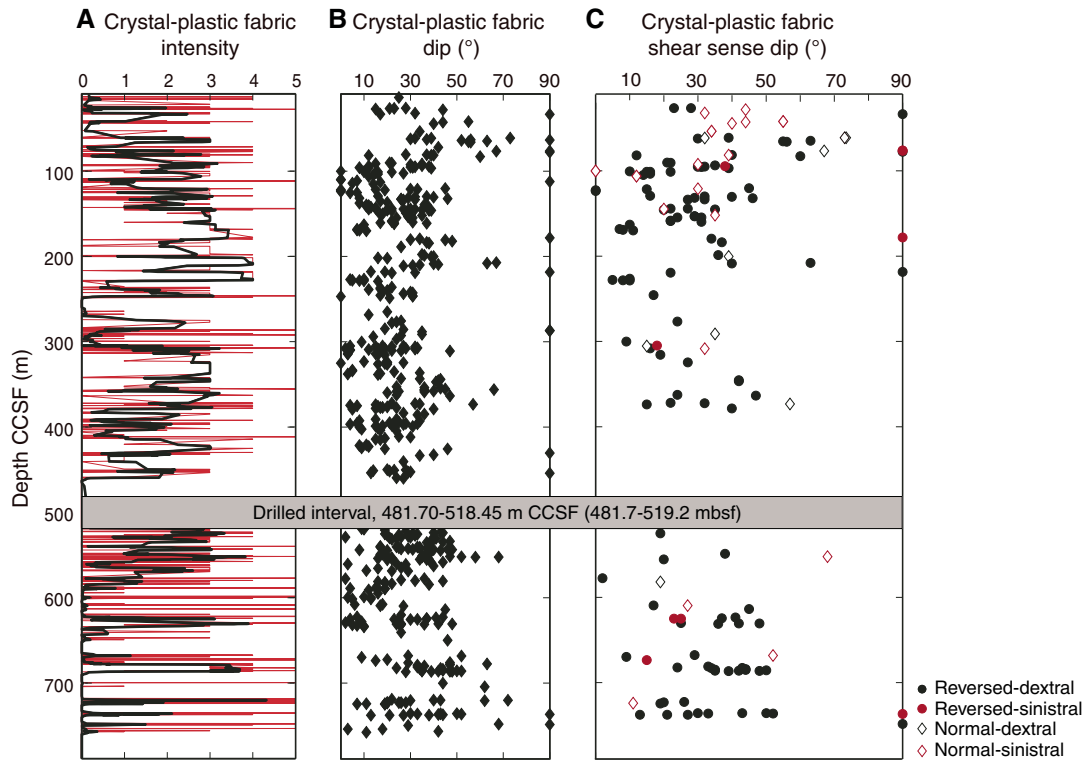 A Crystal-plastic fabric
intensity
B Crystal-plastic fabric
dip (°)
C Crystal-plastic fabric
shear sense dip (°)
0 1 2 3 4 5
10 30 50 70 90
10 30 50 70 90
Depth CCSF (m)
100
200
300
400
500
600
700
Drilled interval, 481.70-518.45 m CCSF (481.7-519.2 mbsf)
Reversed-dextral
Reversed-sinistral
Normal-dextral
Normal-sinistral